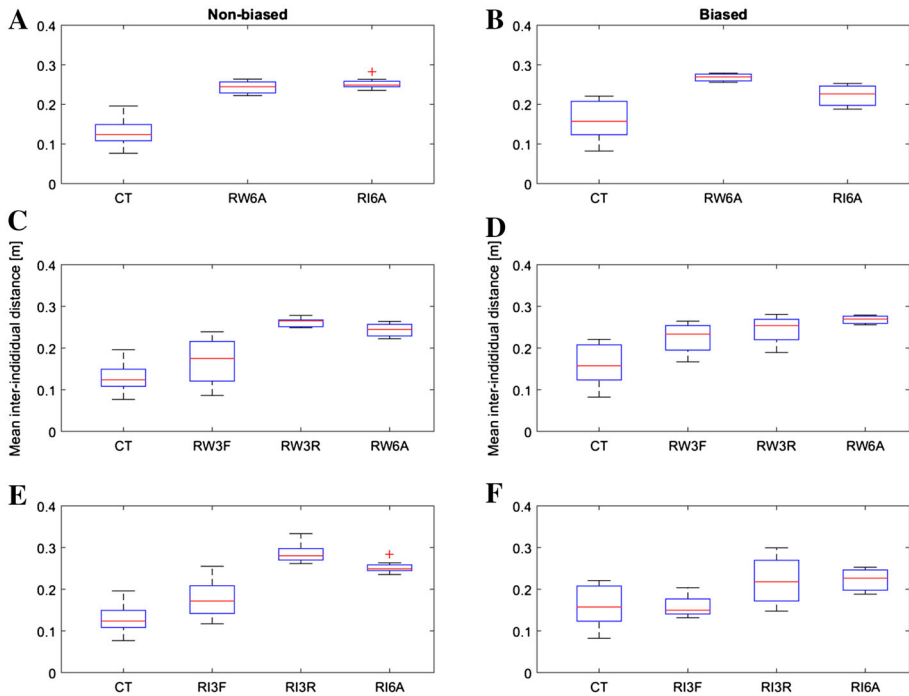 A
Non-biased
B
Biased
0.4
0.3
0.2
0.1
0
CT RW6A RI6A
0.4
0.3
0.2
0.1
0
CT RW6A RI6A
C
Mean inter-indididual distance [m]
0.4
0.3
0.2
0.1
0
CT RW3F RW3R RW6A
D
Mean inter-individual distance [m]
0.4
0.3
0.2
0.1
0
CT RW3F RW3R RW6A
E
0.4
0.3
0.2
0.1
0
CT RI3F RI3R RI6A
F
0.4
0.3
0.2
0.1
0
CT RI3F RI3R RI6A